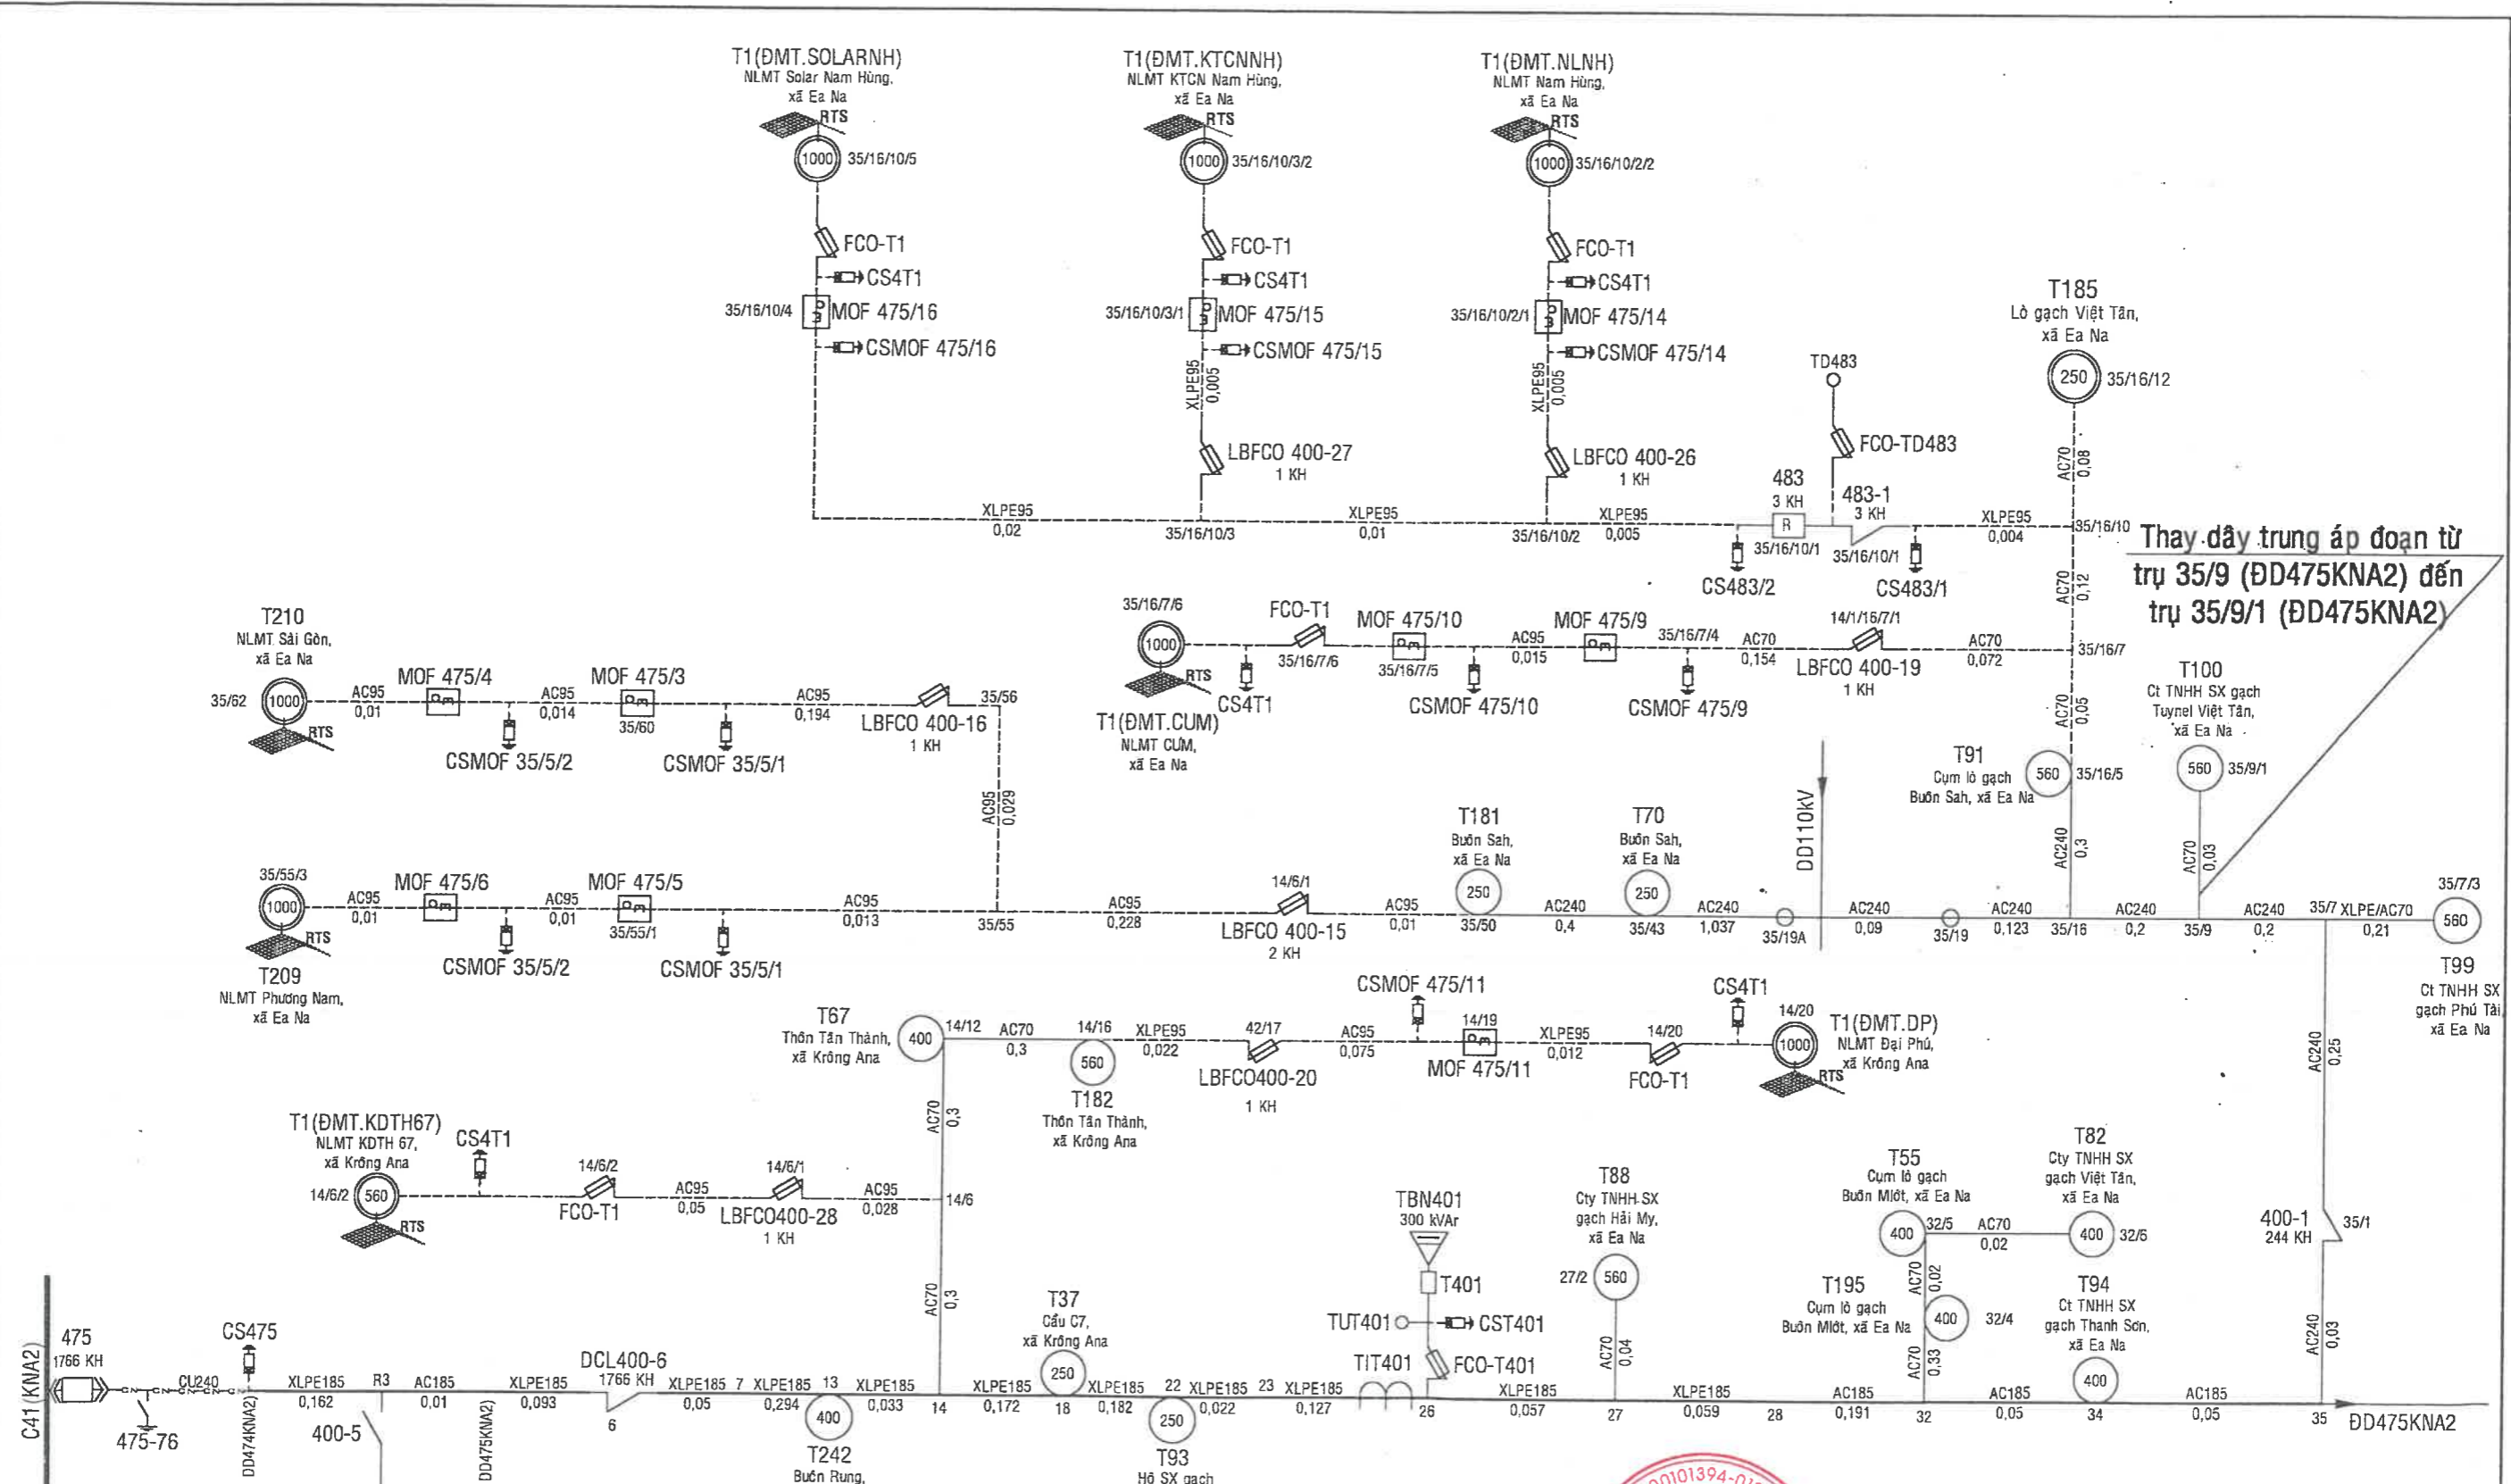 T1(ĐMT.SOLARNH)
NLMT Solar Nam Hùng,
xã Ea Na
RTS
1000
35/16/10/5
FCO-T1
CS4T1
35/16/10/4
MOF 475/16
CSMOF 475/16
T1(ĐMT.KTCNNH)
NLMT KTCN Nam Hùng,
xã Ea Na
RTS
1000
35/16/10/3/2
FCO-T1
CS4T1
35/16/10/3/1
MOF 475/15
CSMOF 475/15
XLPE95
0,005
LBFCO 400-27
1 KH
T1(ĐMT.NLNH)
NLMT Nam Hùng,
xã Ea Na
RTS
1000
35/16/10/2/2
FCO-T1
CS4T1
35/16/10/2/1
MOF 475/14
CSMOF 475/14
XLPE95
0,005
LBFCO 400-26
1 KH
TD483
FCO-TD483
T185
Lò gạch Việt Tân,
xã Ea Na
250
35/16/12
AC70
0,08
XLPE95
0,02
35/16/10/3
XLPE95
0,01
35/16/10/2
XLPE95
0,005
483
3 KH
R
35/16/10/1
483-1
3 KH
35/16/10/1
XLPE95
0,004
35/16/10
CS483/2
CS483/1
AC70
0,12
Thay dây trung áp đoạn từ
trụ 35/9 (ĐD475KNA2) đến
trụ 35/9/1 (ĐD475KNA2)
T210
NLMT Sài Gòn,
xã Ea Na
35/62
1000
RTS
AC95
0,01
MOF 475/4
AC95
0,014
CSMOF 35/5/2
MOF 475/3
35/60
CSMOF 35/5/1
AC95
0,194
LBFCO 400-16
1 KH
35/56
AC95
0,029
35/16/7/6
1000
RTS
T1(ĐMT.CUM)
NLMT CƯM,
xã Ea Na
CS4T1
FCO-T1
35/16/7/6
MOF 475/10
35/16/7/5
CSMOF 475/10
AC95
0,015
MOF 475/9
35/16/7/4
CSMOF 475/9
AC70
0,154
14/1/16/7/1
LBFCO 400-19
1 KH
AC70
0,072
35/16/7
AC70
0,05
T100
Ct TNHH SX gạch
Tuynel Việt Tân,
xã Ea Na
560
35/9/1
AC70
0,03
T91
Cụm lò gạch
Buôn Sah, xã Ea Na
560
35/16/5
AC240
0,3
DD110kV
35/55/3
1000
RTS
T209
NLMT Phương Nam,
xã Ea Na
AC95
0,01
MOF 475/6
AC95
0,01
CSMOF 35/5/2
MOF 475/5
35/55/1
CSMOF 35/5/1
AC95
0,013
35/55
AC95
0,228
14/6/1
LBFCO 400-15
2 KH
AC95
0,01
T181
Buôn Sah,
xã Ea Na
250
35/50
AC240
0,4
T70
Buôn Sah,
xã Ea Na
250
35/43
AC240
1,037
35/19A
AC240
0,09
35/19
AC240
0,123
35/16
AC240
0,2
35/9
AC240
0,2
35/7
XLPE/AC70
0,21
35/7/3
560
T99
Ct TNHH SX
gạch Phú Tài
xã Ea Na
T67
Thôn Tân Thành,
xã Krông Ana
400
14/12
AC70
0,3
14/16
560
T182
Thôn Tân Thành,
xã Krông Ana
XLPE95
0,022
42/17
LBFCO400-20
1 KH
AC95
0,075
CSMOF 475/11
14/19
MOF 475/11
XLPE95
0,012
14/20
FCO-T1
CS4T1
14/20
1000
RTS
T1(ĐMT.DP)
NLMT Đại Phú,
xã Krông Ana
AC240
0,25
AC70
0,3
T1(ĐMT.KDTH67)
NLMT KDTH 67,
xã Krông Ana
14/6/2
560
RTS
CS4T1
14/6/2
FCO-T1
AC95
0,05
14/6/1
LBFCO400-28
1 KH
AC95
0,028
14/6
AC70
0,3
TBN401
300 kVAr
T401
TUT401
CST401
TIT401
FCO-T401
T88
Cty TNHH SX
gạch Hải My,
xã Ea Na
27/2
560
AC70
0,04
T55
Cụm lò gạch
Buôn Mlớt, xã Ea Na
400
32/5
AC70
0,02
T82
Cty TNHH SX
gạch Việt Tân,
xã Ea Na
400
32/6
AC70
0,02
T195
Cụm lò gạch
Buôn Mlớt, xã Ea Na
400
32/4
AC70
0,33
T94
Ct TNHH SX
gạch Thanh Sơn,
xã Ea Na
400
400-1
244 KH
35/1
AC240
0,03
C41 (KNA2)
475
1766 KH
475-76
CU240
CS475
DD474KNA2)
XLPE185
0,162
R3
400-5
AC185
0,01
DD475KNA2)
XLPE185
0,093
DCL400-6
1766 KH
6
XLPE185
0,05
7
XLPE185
0,294
13
400
T242
Buôn Rung,
XLPE185
0,033
14
XLPE185
0,172
T37
Cầu C7,
xã Krông Ana
250
18
XLPE185
0,182
22
250
T93
Hộ SX gạch
XLPE185
0,022
23
XLPE185
0,127
26
XLPE185
0,057
27
XLPE185
0,059
28
AC185
0,191
32
AC185
0,05
34
AC185
0,05
35
ĐD475KNA2